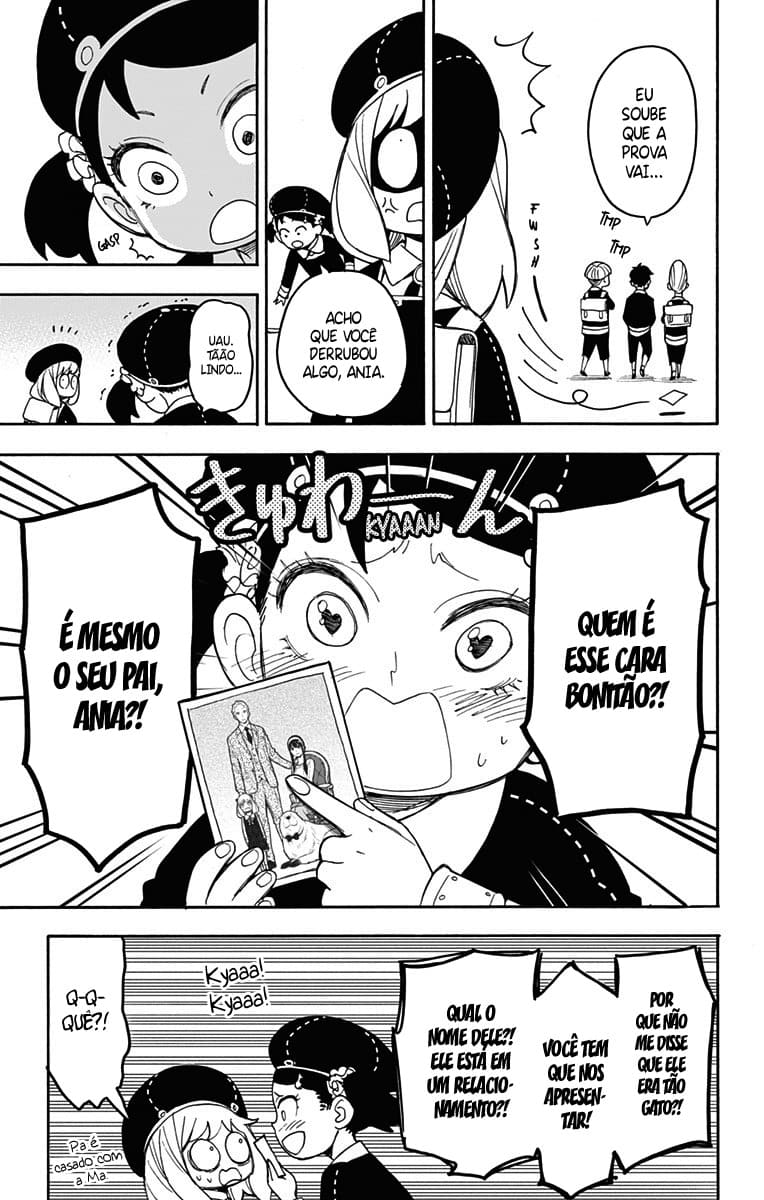 EU
SOUBE
QUE A
PROVA
VAI...
TMP
TMP
FWSH
ACHO
QUE VOCÊ
DERRUBOU
ALGO, ANIA.
GASP
UAU.
TÃÃO
LINDO...
きゅわーん
KYAAAN
QUEM É
ESSE CARA
BONITÃO?!
É MESMO
O SEU PAI,
ANIA?!
POR
QUE NÃO
ME DISSE
QUE ELE
ERA TÃO
GATO?!
VOCÊ TEM
QUE NOS
APRESEN-
TAR!
QUAL O
NOME DELE?!
ELE ESTÁ EM
UM RELACIO-
NAMENTO?!
Kyaaa!
Kyaaa!
Q-Q-
QUÊ?!
Pa é
casado com
a Ma